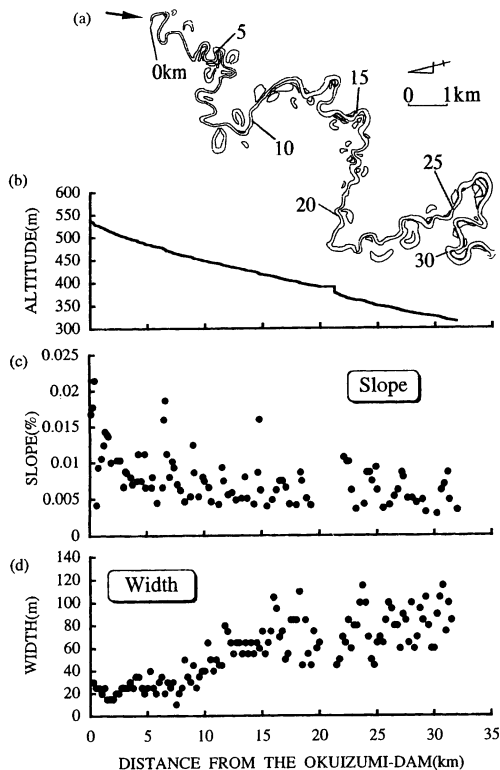 (a)
0km
5
10
15
20
25
30
0 1km
(b)
ALTITUDE(m)
600
550
500
450
400
350
300
(c)
Slope
SLOPE(%)
0.025
0.02
0.015
0.01
0.005
0
(d)
Width
WIDTH(m)
140
120
100
80
60
40
20
0
0 5 10 15 20 25 30 35
DISTANCE FROM THE OKUIZUMI-DAM(km)